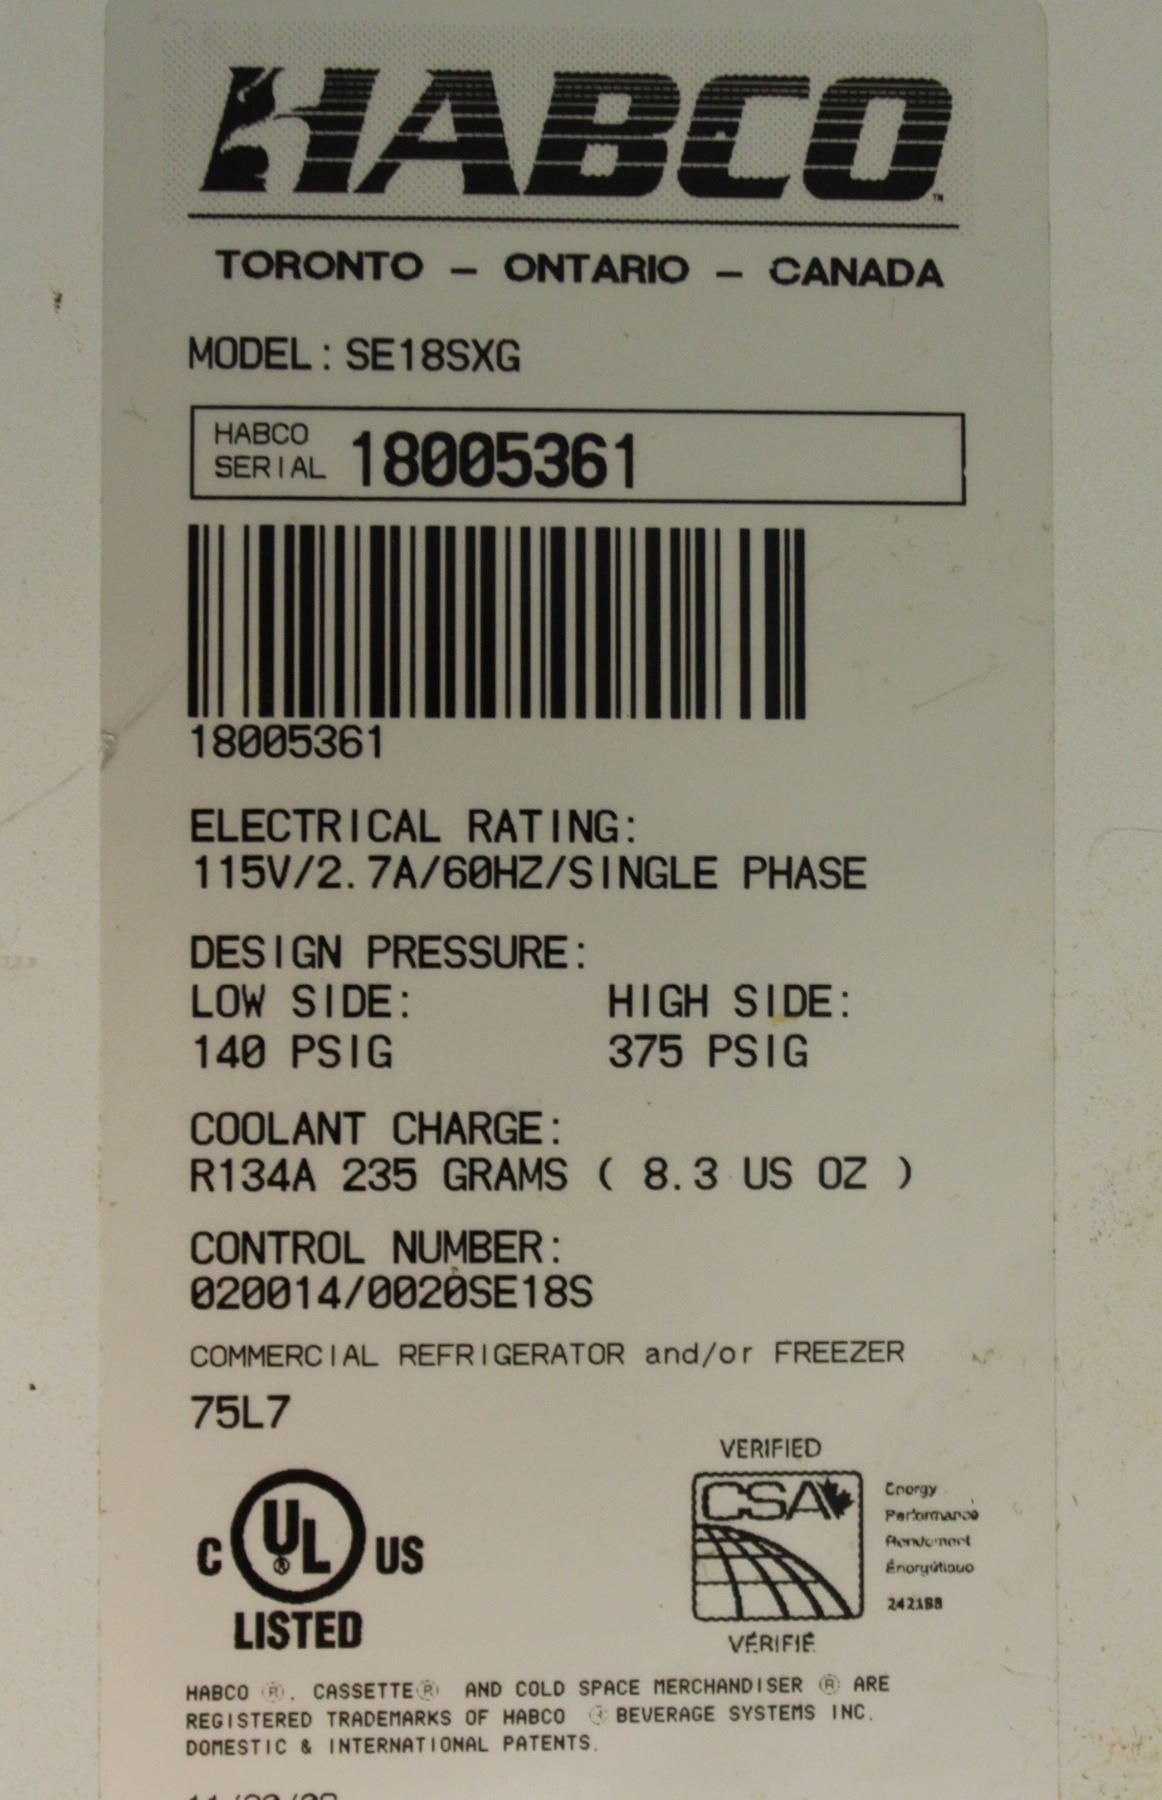 HABCO™
TORONTO – ONTARIO – CANADA
MODEL: SE18SXG
HABCO SERIAL 18005361
18005361
ELECTRICAL RATING:
115V/2.7A/60HZ/SINGLE PHASE
DESIGN PRESSURE:
LOW SIDE: HIGH SIDE:
140 PSIG 375 PSIG
COOLANT CHARGE:
R134A 235 GRAMS ( 8.3 US OZ )
CONTROL NUMBER:
020014/0020SE18S
COMMERCIAL REFRIGERATOR and/or FREEZER
75L7
C UL ® US
LISTED
VERIFIED
CSA
Energy
Performance
Rendement
Énergétique
242188
VÉRIFIÉ
HABCO ®. CASSETTE® AND COLD SPACE MERCHANDISER ® ARE
REGISTERED TRADEMARKS OF HABCO ® BEVERAGE SYSTEMS INC.
DOMESTIC & INTERNATIONAL PATENTS.